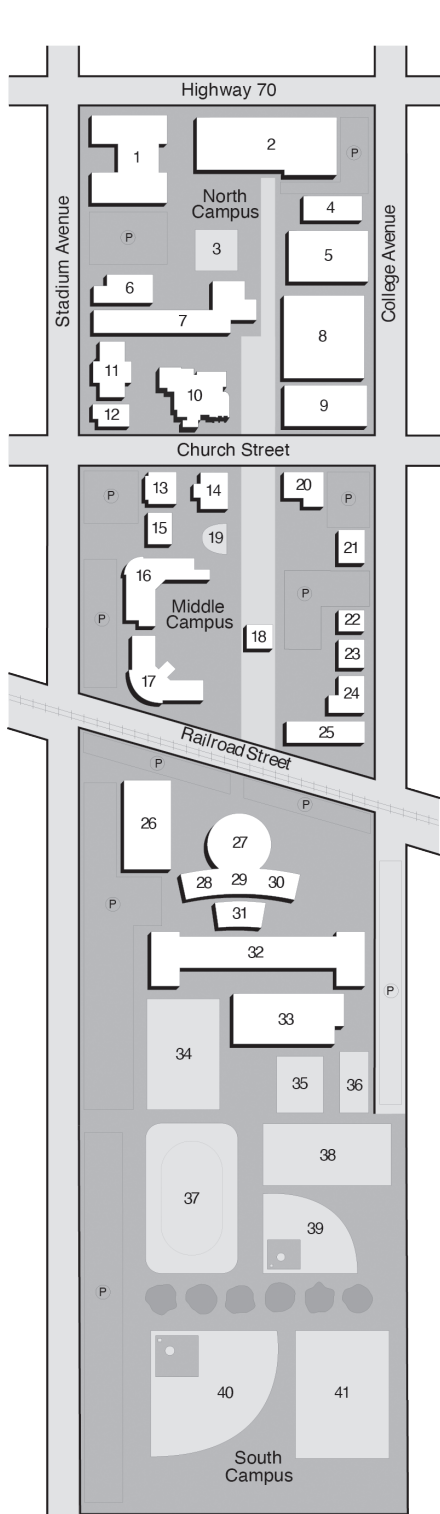 Highway 70
1
2
P
North
Campus
4
3
P
5
Stadium Avenue
College Avenue
6
7
8
11
10
9
12
Church Street
13
14
20
P
P
15
19
21
16
P
Middle
Campus
P
22
18
23
17
24
25
Railroad Street
P
P
26
27
28
29
30
P
31
32
P
33
34
35
36
38
37
39
P
40
41
South
Campus